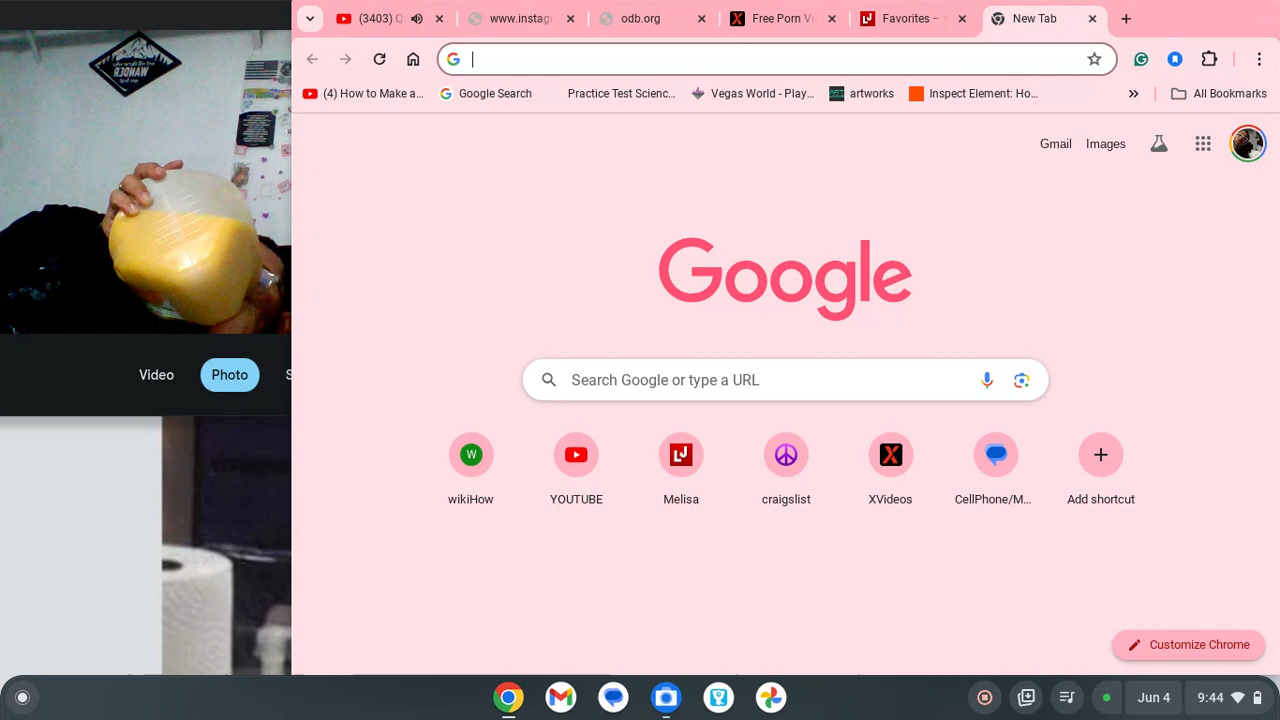 (3403) Q
www.instagr
odb.org
Free Porn Vi
Favorites – Y
New Tab
(4) How to Make a...
Google Search
Practice Test Scienc...
Vegas World - Play...
artworks
Inspect Element: Ho...
All Bookmarks
WANDER
Gmail Images
Google
Search Google or type a URL
Video
Photo
S
W
wikiHow
YOUTUBE
Melisa
craigslist
XVideos
CellPhone/M...
Add shortcut
Customize Chrome
Jun 4
9:44